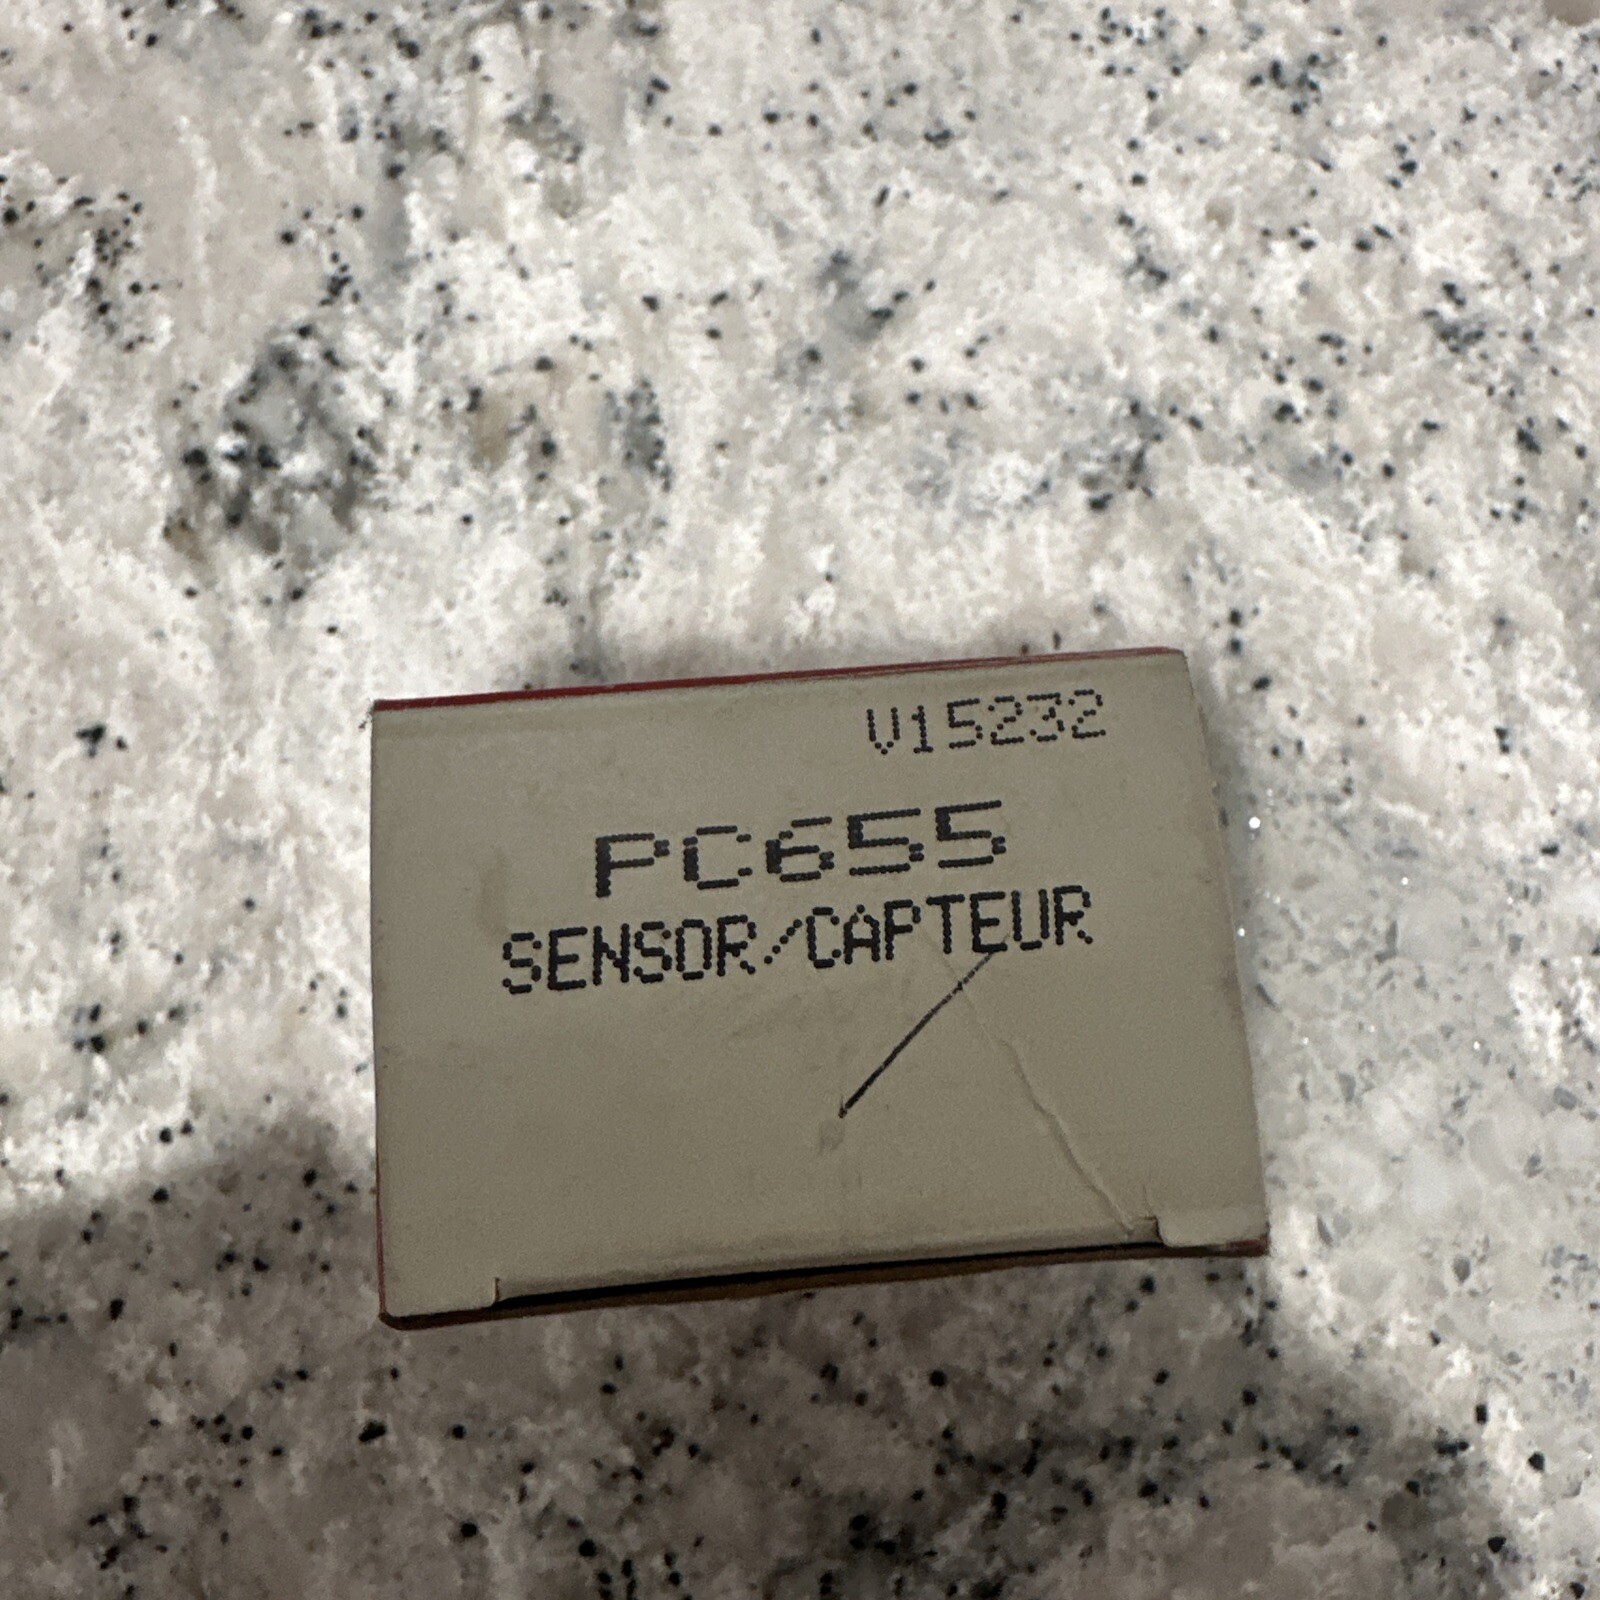 V15232
PC655
SENSOR/CAPTEUR